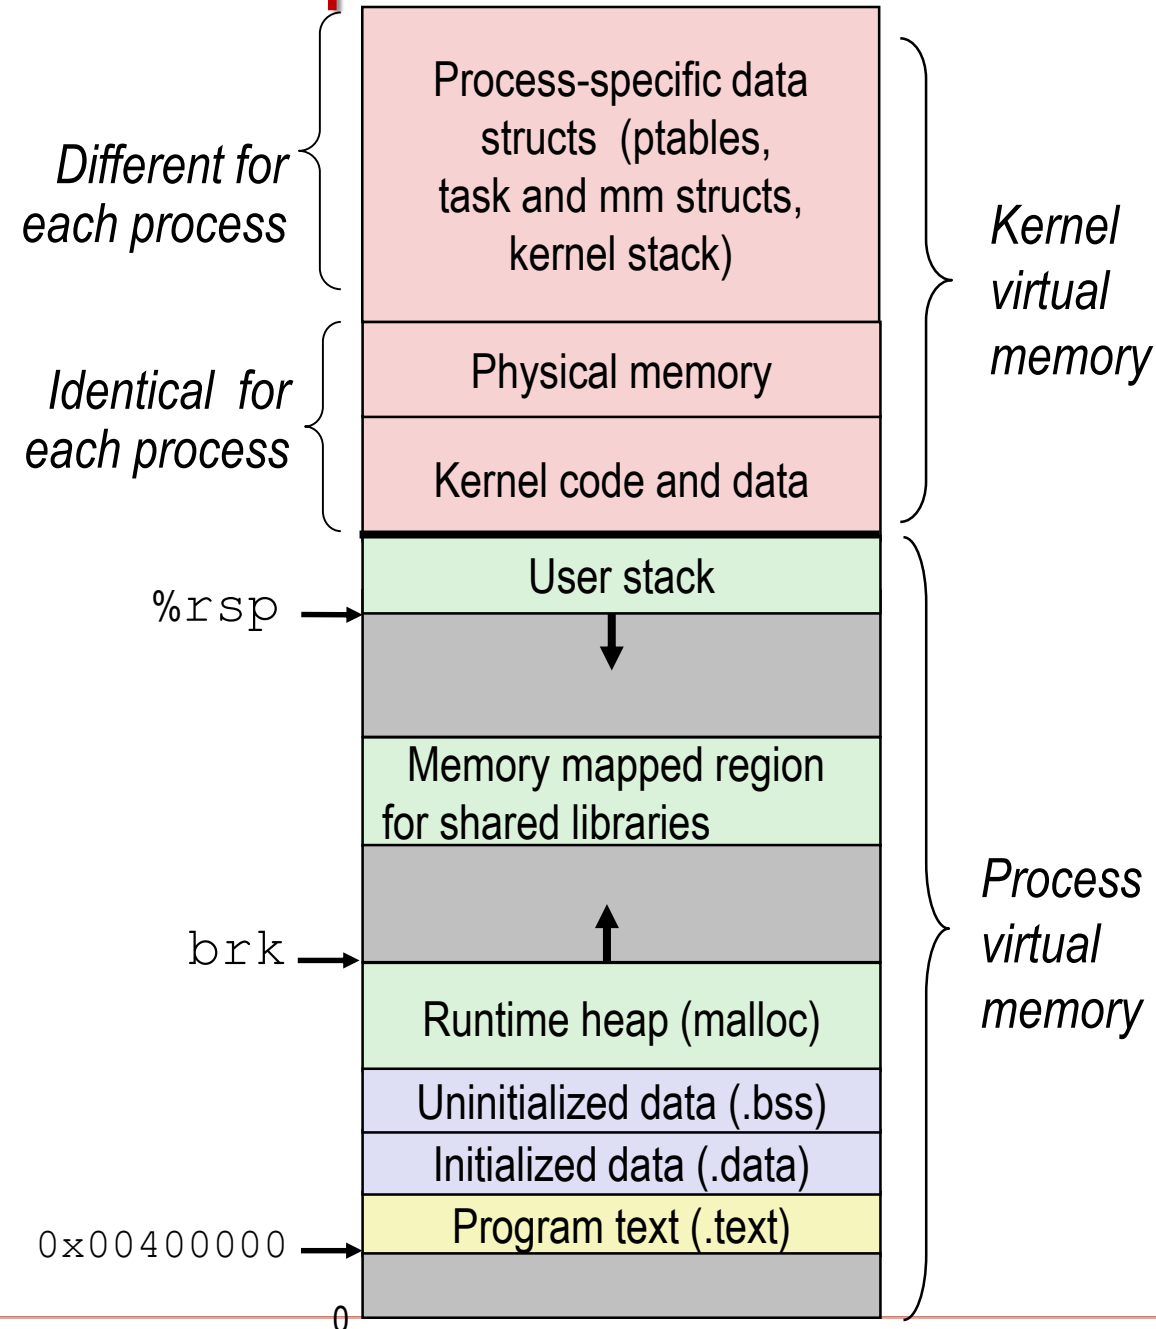 Process-specific data
structs (ptables,
task and mm structs,
kernel stack)
Different for
each process
Kernel
virtual
memory
Physical memory
Identical for
each process
Kernel code and data
User stack
%rsp
Memory mapped region
for shared libraries
Process
virtual
memory
brk
Runtime heap (malloc)
Uninitialized data (.bss)
Initialized data (.data)
Program text (.text)
0x00400000
0